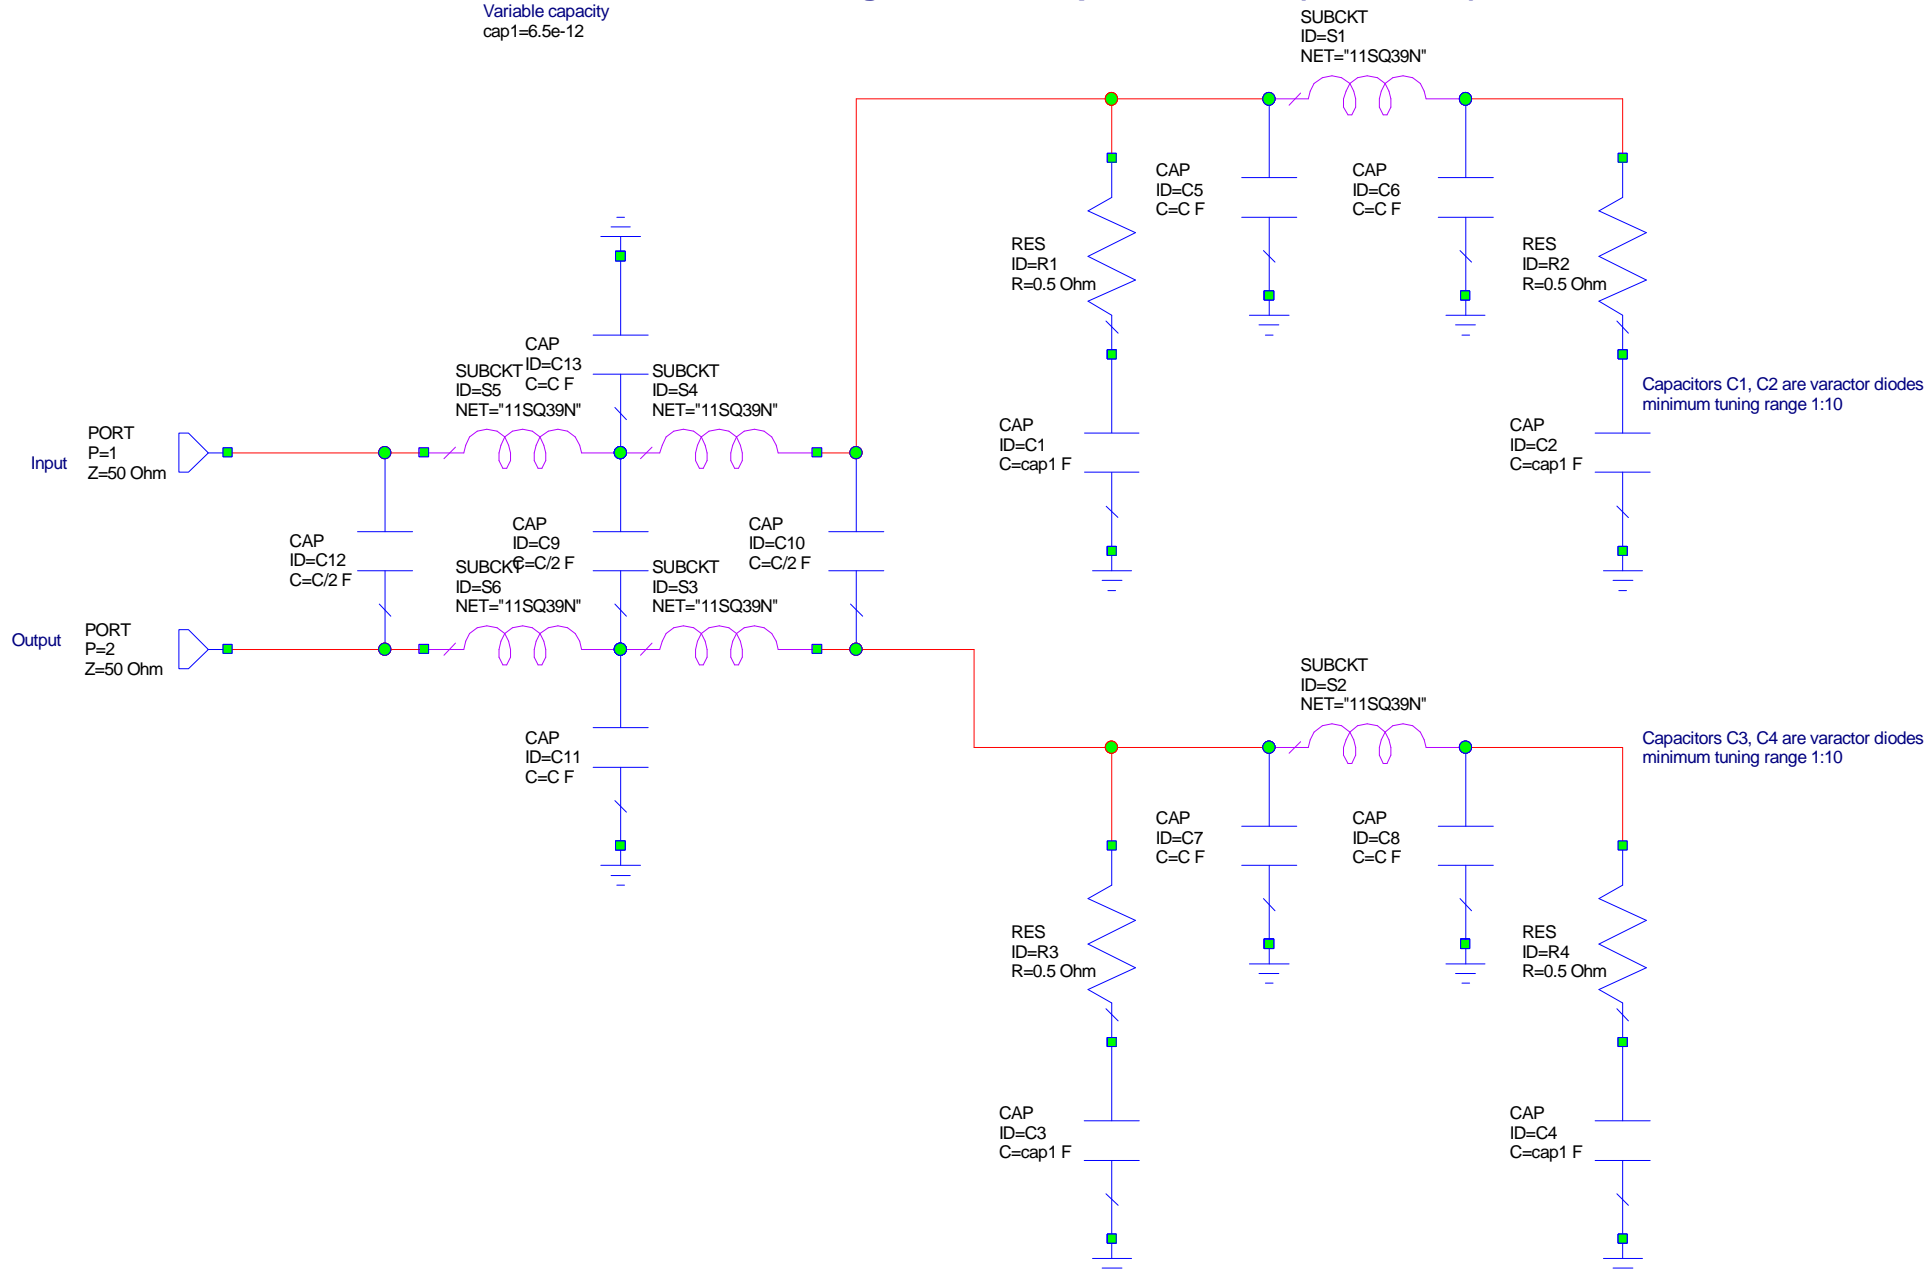 Variable capacity
cap1=6.5e-12
SUBCKT
ID=S1
NET="11SQ39N"
CAP
ID=C5
C=C F
CAP
ID=C6
C=C F
RES
ID=R1
R=0.5 Ohm
RES
ID=R2
R=0.5 Ohm
CAP
ID=C13
C=C F
SUBCKT
ID=S5
NET="11SQ39N"
SUBCKT
ID=S4
NET="11SQ39N"
Capacitors C1, C2 are varactor diodes
minimum tuning range 1:10
Input
PORT
P=1
Z=50 Ohm
CAP
ID=C1
C=cap1 F
CAP
ID=C2
C=cap1 F
CAP
ID=C12
C=C/2 F
CAP
ID=C9
C=C/2 F
CAP
ID=C10
C=C/2 F
SUBCKT
ID=S6
NET="11SQ39N"
SUBCKT
ID=S3
NET="11SQ39N"
Output
PORT
P=2
Z=50 Ohm
SUBCKT
ID=S2
NET="11SQ39N"
CAP
ID=C11
C=C F
Capacitors C3, C4 are varactor diodes
minimum tuning range 1:10
CAP
ID=C7
C=C F
CAP
ID=C8
C=C F
RES
ID=R3
R=0.5 Ohm
RES
ID=R4
R=0.5 Ohm
CAP
ID=C3
C=cap1 F
CAP
ID=C4
C=cap1 F